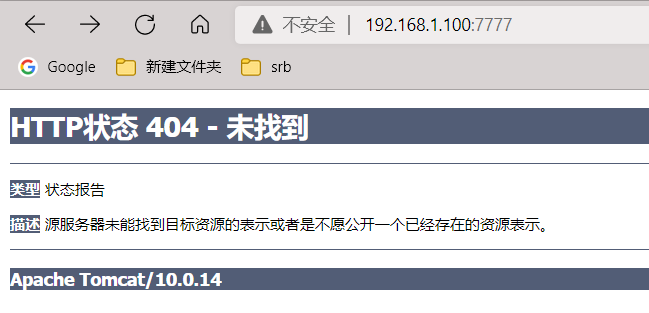 不安全 | 192.168.1.100:7777
Google 新建文件夹 srb
HTTP状态 404 - 未找到
类型 状态报告
描述 源服务器未能找到目标资源的表示或者是不愿公开一个已经存在的资源表示。
Apache Tomcat/10.0.14